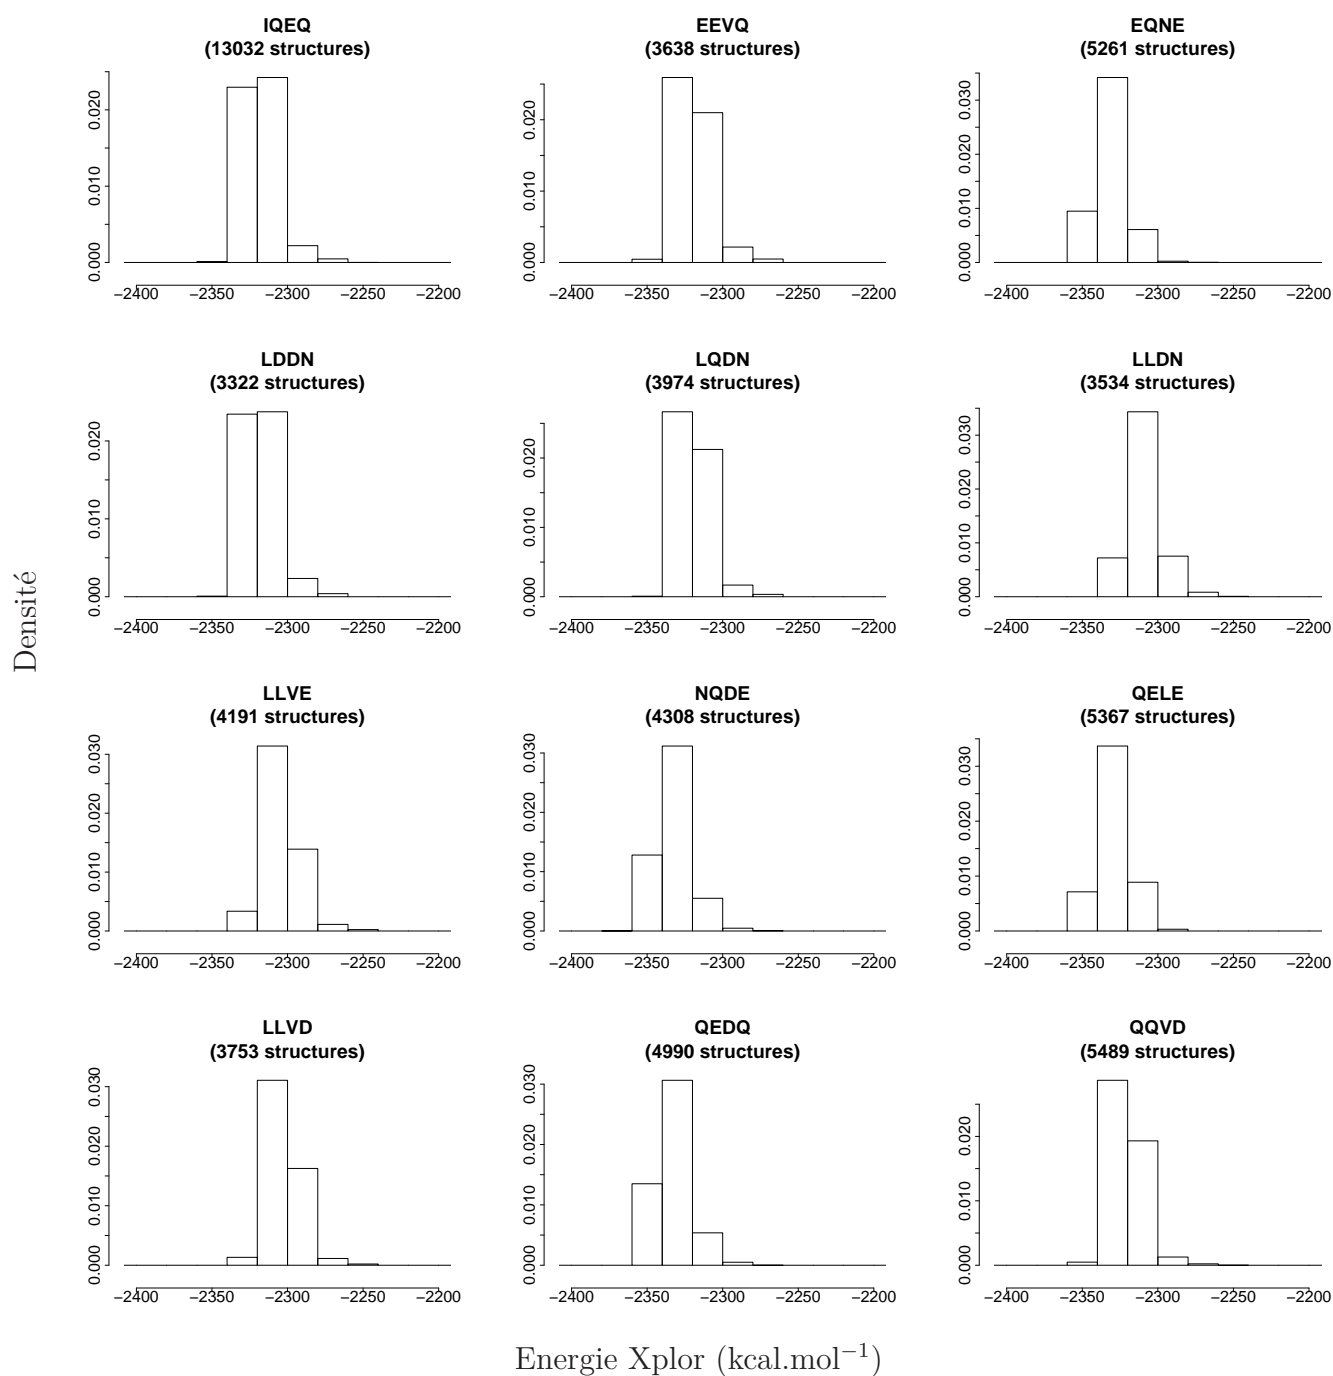 IQEQ
(13032 structures)
0.000 0.010 0.020
−2400 −2350 −2300 −2250 −2200
EEVQ
(3638 structures)
0.000 0.010 0.020
−2400 −2350 −2300 −2250 −2200
EQNE
(5261 structures)
0.000 0.010 0.020 0.030
−2400 −2350 −2300 −2250 −2200
LDDN
(3322 structures)
0.000 0.010 0.020
−2400 −2350 −2300 −2250 −2200
LQDN
(3974 structures)
0.000 0.010 0.020
−2400 −2350 −2300 −2250 −2200
LLDN
(3534 structures)
0.000 0.010 0.020 0.030
−2400 −2350 −2300 −2250 −2200
Densité
LLVE
(4191 structures)
0.000 0.010 0.020 0.030
−2400 −2350 −2300 −2250 −2200
NQDE
(4308 structures)
0.000 0.010 0.020 0.030
−2400 −2350 −2300 −2250 −2200
QELE
(5367 structures)
0.000 0.010 0.020 0.030
−2400 −2350 −2300 −2250 −2200
LLVD
(3753 structures)
0.000 0.010 0.020 0.030
−2400 −2350 −2300 −2250 −2200
QEDQ
(4990 structures)
0.000 0.010 0.020 0.030
−2400 −2350 −2300 −2250 −2200
QQVD
(5489 structures)
0.000 0.010 0.020
−2400 −2350 −2300 −2250 −2200
Energie Xplor (kcal.mol⁻¹)